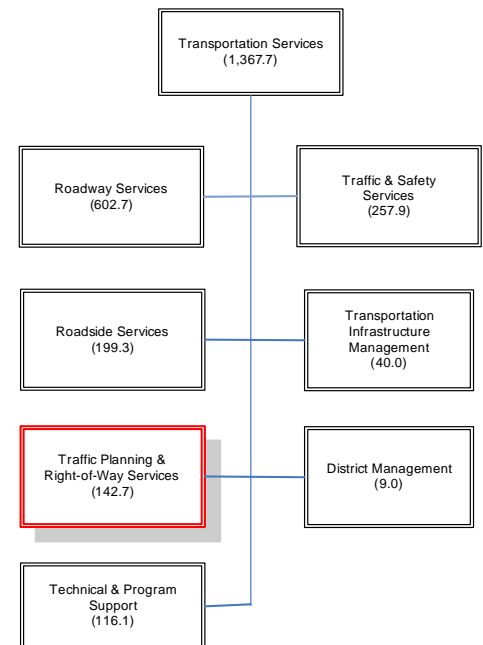 Transportation Services
(1,367.7)
Roadway Services
(602.7)
Traffic & Safety
Services
(257.9)
Roadside Services
(199.3)
Transportation
Infrastructure
Management
(40.0)
Traffic Planning &
Right-of-Way Services
(142.7)
District Management
(9.0)
Technical & Program
Support
(116.1)